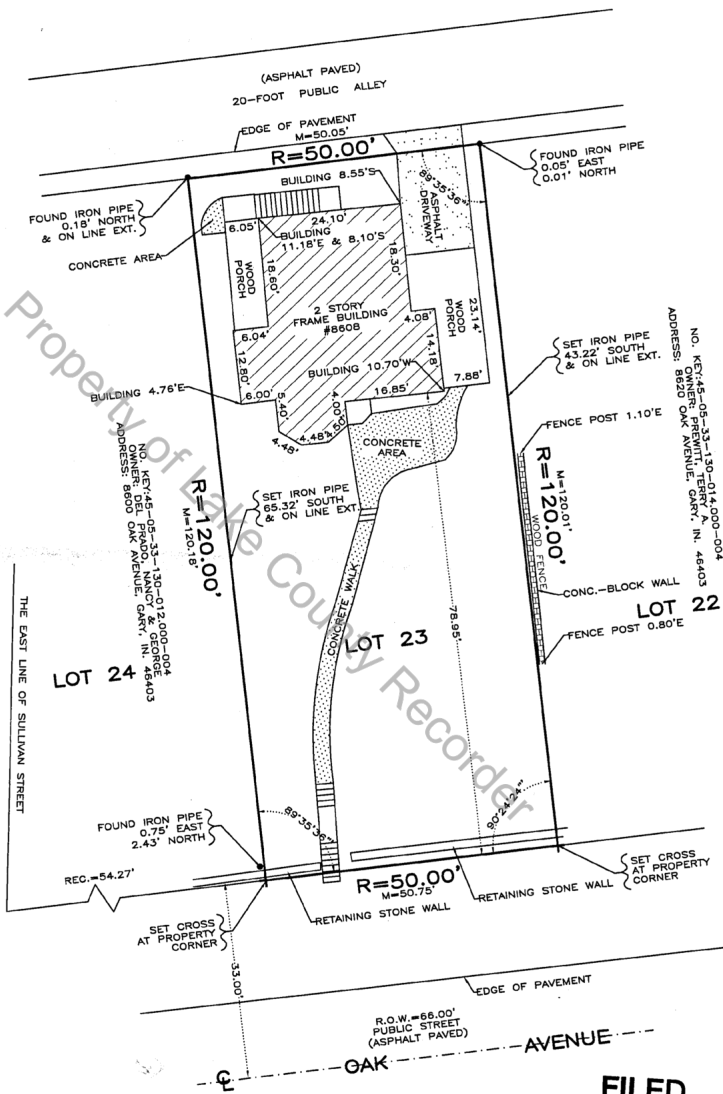 (ASPHALT PAVED)
20-FOOT PUBLIC ALLEY
EDGE OF PAVEMENT
M=50.05'
R=50.00'
FOUND IRON PIPE
0.18' NORTH
& ON LINE EXT.
CONCRETE AREA
BUILDING 8.55'S
89°35'36"
ASPHALT
DRIVEWAY
FOUND IRON PIPE
0.05' EAST
0.01' NORTH
6.05'
24.10'
BUILDING
11.18'E & 8.10'S
WOOD
PORCH
18.60'
18.30'
2 STORY
FRAME BUILDING
#8608
4.08'
WOOD
PORCH
23.14'
6.04'
12.80'
14.18'
BUILDING 10.70'W
BUILDING 4.76'E
6.00'
5.40'
4.48'
4.48'
4.50'
4.00'
16.85'
7.88'
CONCRETE
AREA
SET IRON PIPE
43.22' SOUTH
& ON LINE EXT.
NO. KEY:45-05-33-130-014.000-004
OWNER: PREWITT, TERRY A.
ADDRESS: 8620 OAK AVENUE, GARY, IN. 46403
FENCE POST 1.10'E
M=120.01'
R=120.00'
WOOD FENCE
CONC.-BLOCK WALL
LOT 22
FENCE POST 0.80'E
NO. KEY:45-05-33-130-012.000-004
OWNER: DEL PRADO, NANCY & GEORGE
ADDRESS: 8600 OAK AVENUE, GARY, IN. 46403
R=120.00'
M=120.18'
SET IRON PIPE
65.32' SOUTH
& ON LINE EXT.
CONCRETE WALK
78.95'
LOT 23
LOT 24
THE EAST LINE OF SULLIVAN STREET
Property of Lake County Recorder
FOUND IRON PIPE
0.75' EAST
2.43' NORTH
89°35'36"
90°24'24"
REC.=54.27'
R=50.00'
M=50.75'
SET CROSS
AT PROPERTY
CORNER
RETAINING STONE WALL
RETAINING STONE WALL
SET CROSS
AT PROPERTY
CORNER
33.00'
EDGE OF PAVEMENT
R.O.W.=66.00'
PUBLIC STREET
(ASPHALT PAVED)
CL OAK AVENUE
FILED